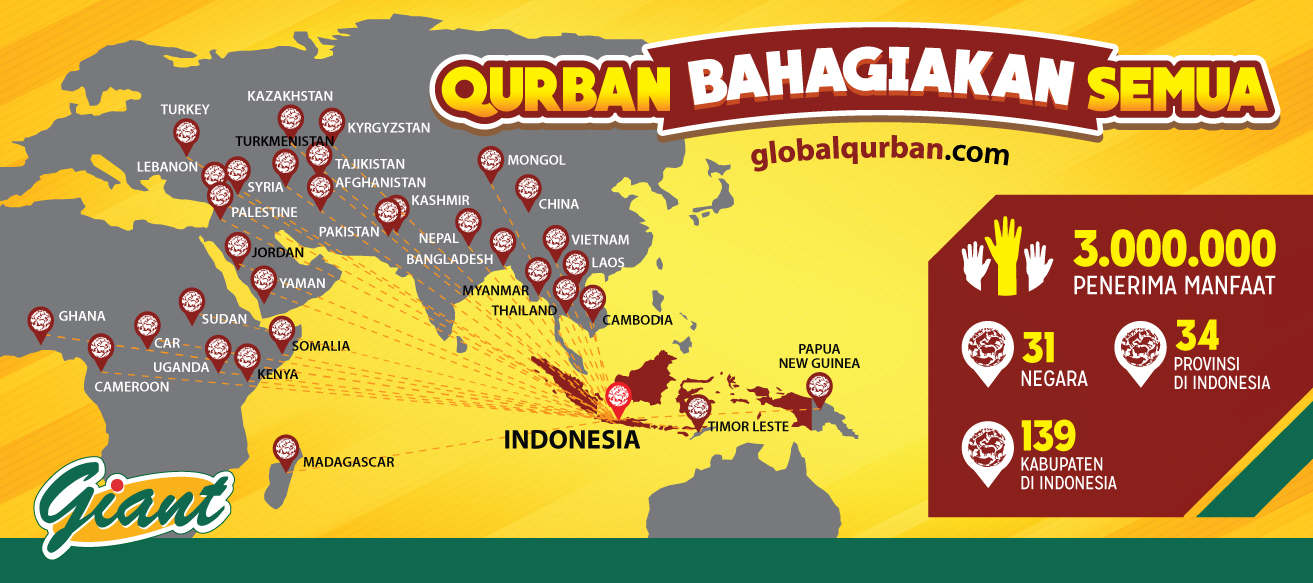 QURBAN BAHAGIAKAN SEMUA
globalqurban.com
KAZAKHSTAN
TURKEY
KYRGYZSTAN
TURKMENISTAN
LEBANON
TAJIKISTAN
MONGOL
SYRIA
AFGHANISTAN
KASHMIR
CHINA
PALESTINE
PAKISTAN
NEPAL
VIETNAM
JORDAN
BANGLADESH
LAOS
YAMAN
MYANMAR
THAILAND
CAMBODIA
GHANA
SUDAN
CAR
SOMALIA
UGANDA
KENYA
CAMEROON
PAPUA
NEW GUINEA
TIMOR LESTE
INDONESIA
MADAGASCAR
3.000.000
PENERIMA MANFAAT
31
NEGARA
34
PROVINSI
DI INDONESIA
139
KABUPATEN
DI INDONESIA
Giant